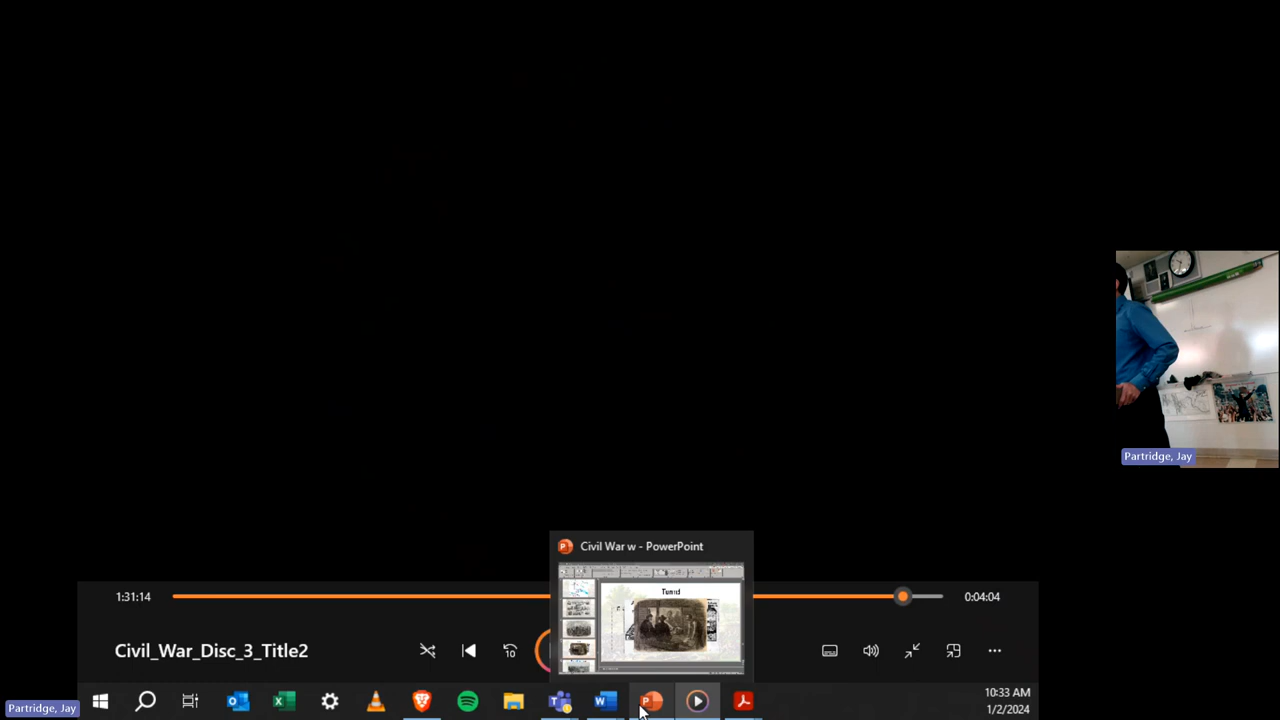 Partridge, Jay
Civil War w - PowerPoint
1:31:14
0:04:04
Civil_War_Disc_3_Title2
10
10:33 AM
1/2/2024
Partridge, Jay